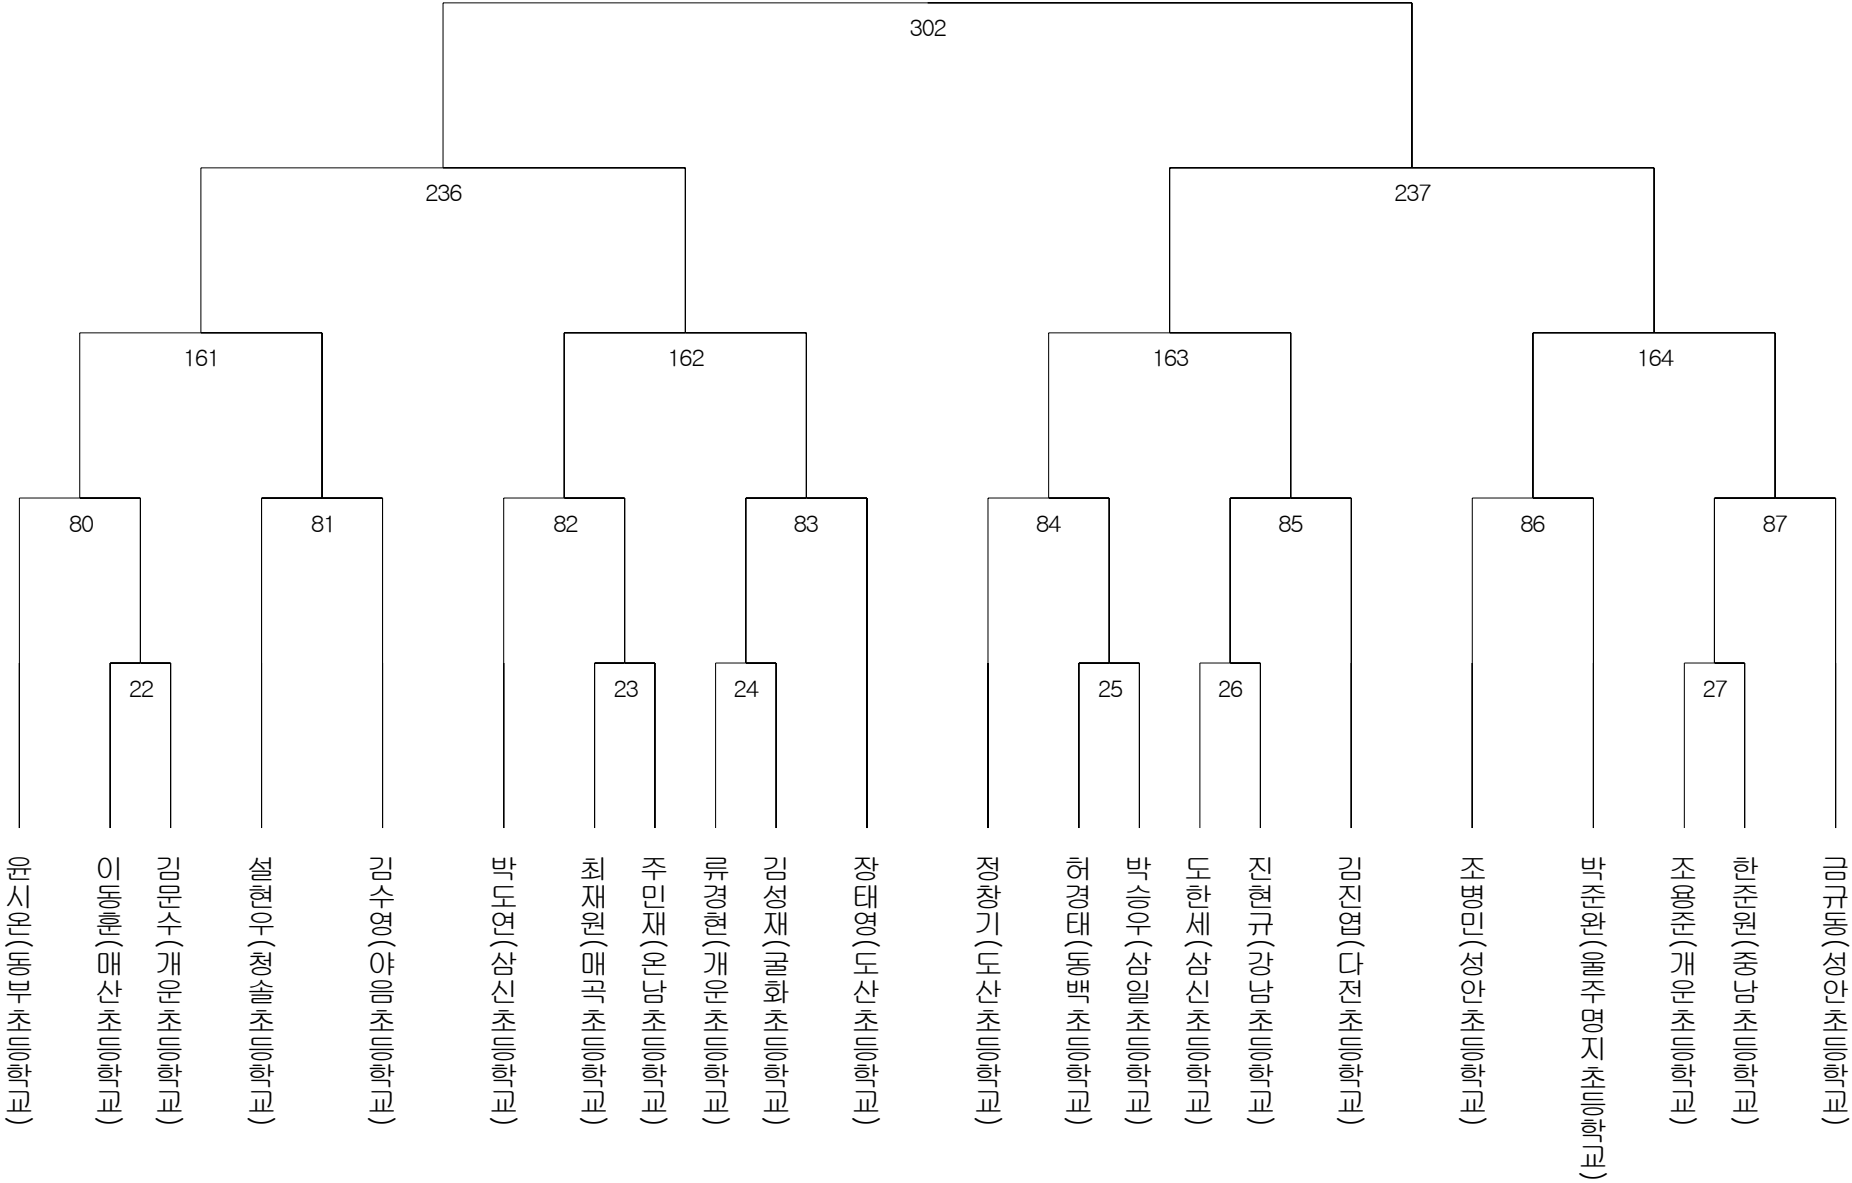 302
236
237
161
162
163
164
80
81
82
83
84
85
86
87
22
23
24
25
26
27
윤시온(동부초등학교)
이동훈(매산초등학교)
김문수(개운초등학교)
설현우(청솔초등학교)
김수영(야음초등학교)
박도연(삼신초등학교)
최재원(매곡초등학교)
주민재(온남초등학교)
류경현(개운초등학교)
김성재(굴화초등학교)
장태영(도산초등학교)
정창기(도산초등학교)
허경태(동백초등학교)
박승우(삼일초등학교)
도한세(삼신초등학교)
진현규(강남초등학교)
김진엽(다전초등학교)
조병민(성안초등학교)
박준완(울주명지초등학교)
조용준(개운초등학교)
한준원(중남초등학교)
금규동(성안초등학교)